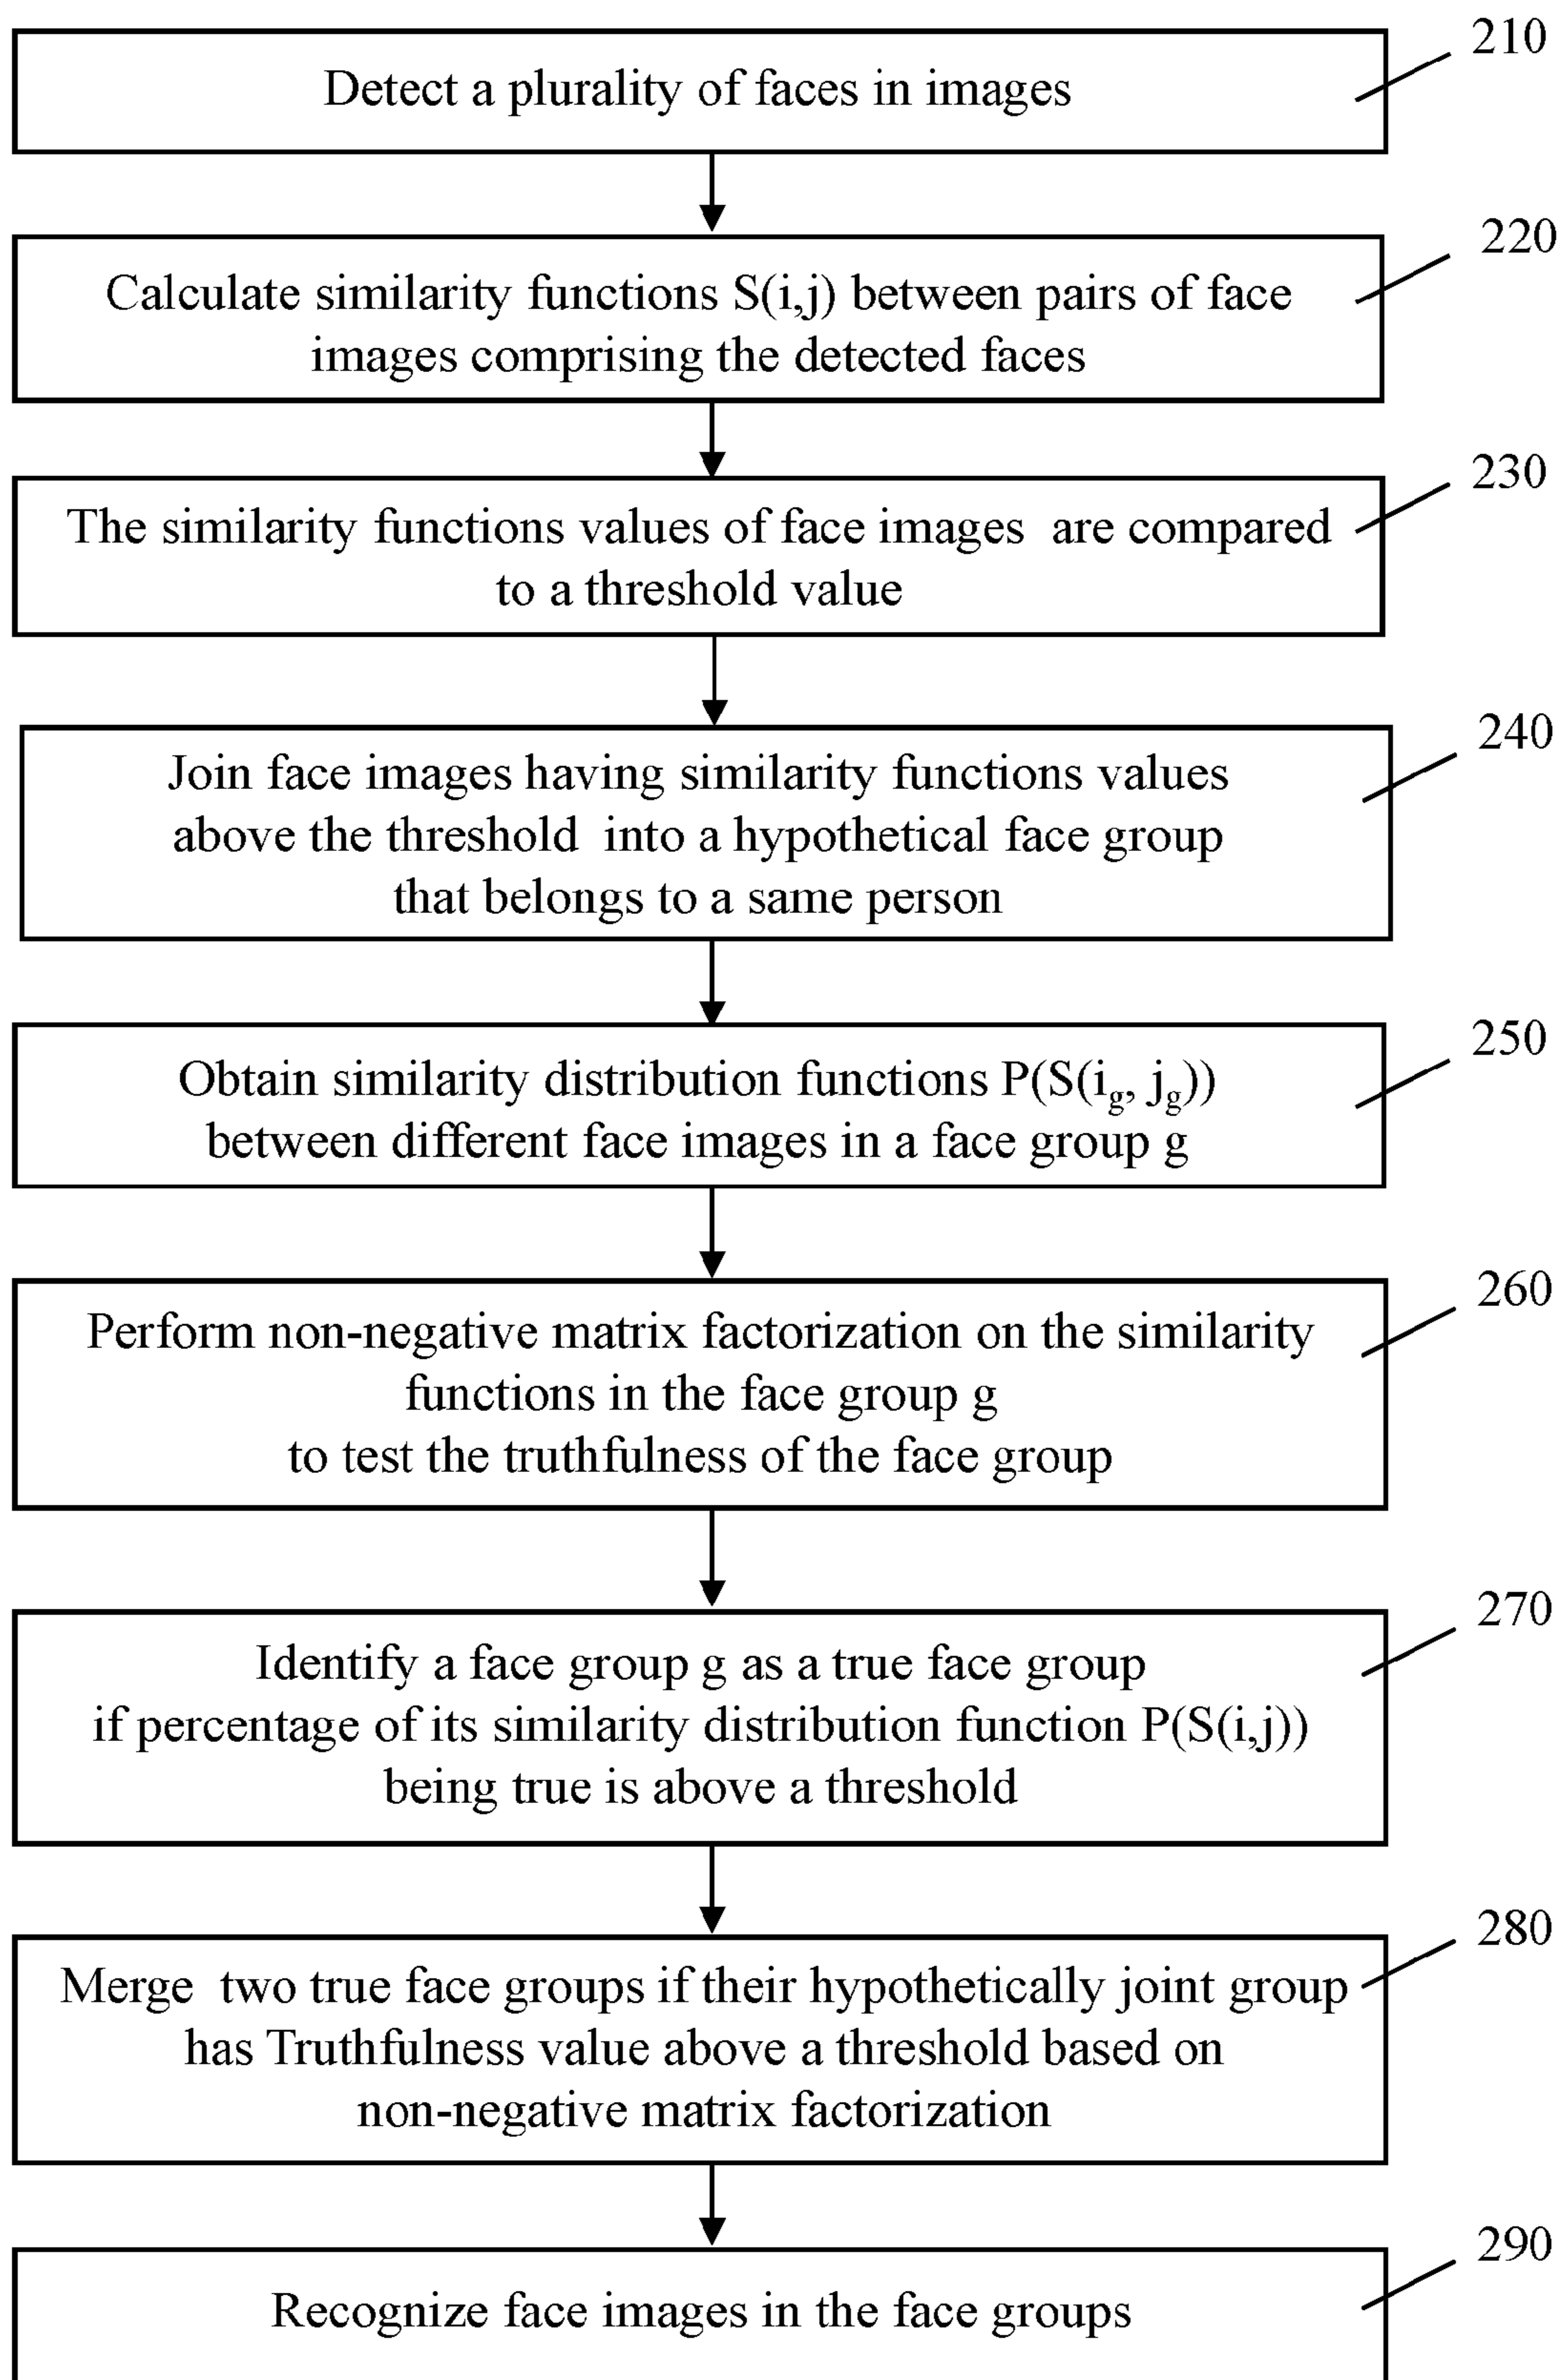 210
Detect a plurality of faces in images
220
Calculate similarity functions S(i,j) between pairs of face
images comprising the detected faces
230
The similarity functions values of face images are compared
to a threshold value
240
Join face images having similarity functions values
above the threshold into a hypothetical face group
that belongs to a same person
250
Obtain similarity distribution functions P(S(ig, jg))
between different face images in a face group g
260
Perform non-negative matrix factorization on the similarity
functions in the face group g
to test the truthfulness of the face group
270
Identify a face group g as a true face group
if percentage of its similarity distribution function P(S(i,j))
being true is above a threshold
280
Merge two true face groups if their hypothetically joint group
has Truthfulness value above a threshold based on
non-negative matrix factorization
290
Recognize face images in the face groups